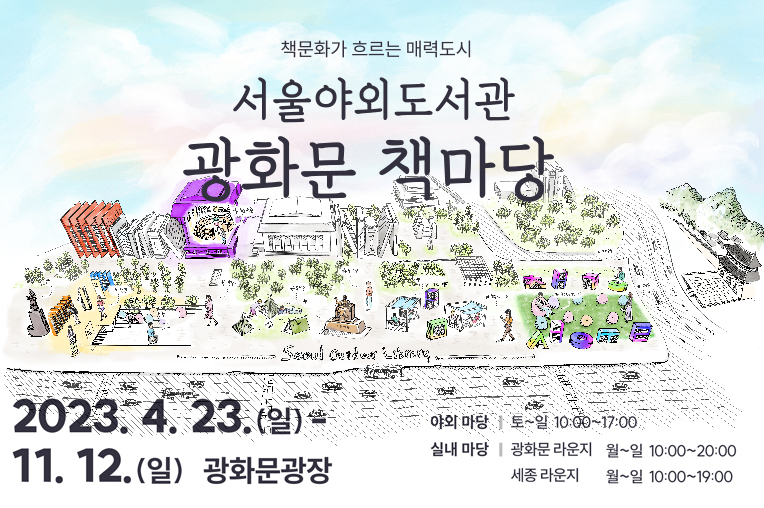 책문화가 흐르는 매력도시
서울야외도서관
광화문 책마당
Seoul Outdoor Library
2023. 4. 23.(일) -
11. 12.(일) 광화문광장
야외 마당 | 토~일 10:00~17:00
실내 마당 | 광화문 라운지 월~일 10:00~20:00
세종 라운지 월~일 10:00~19:00